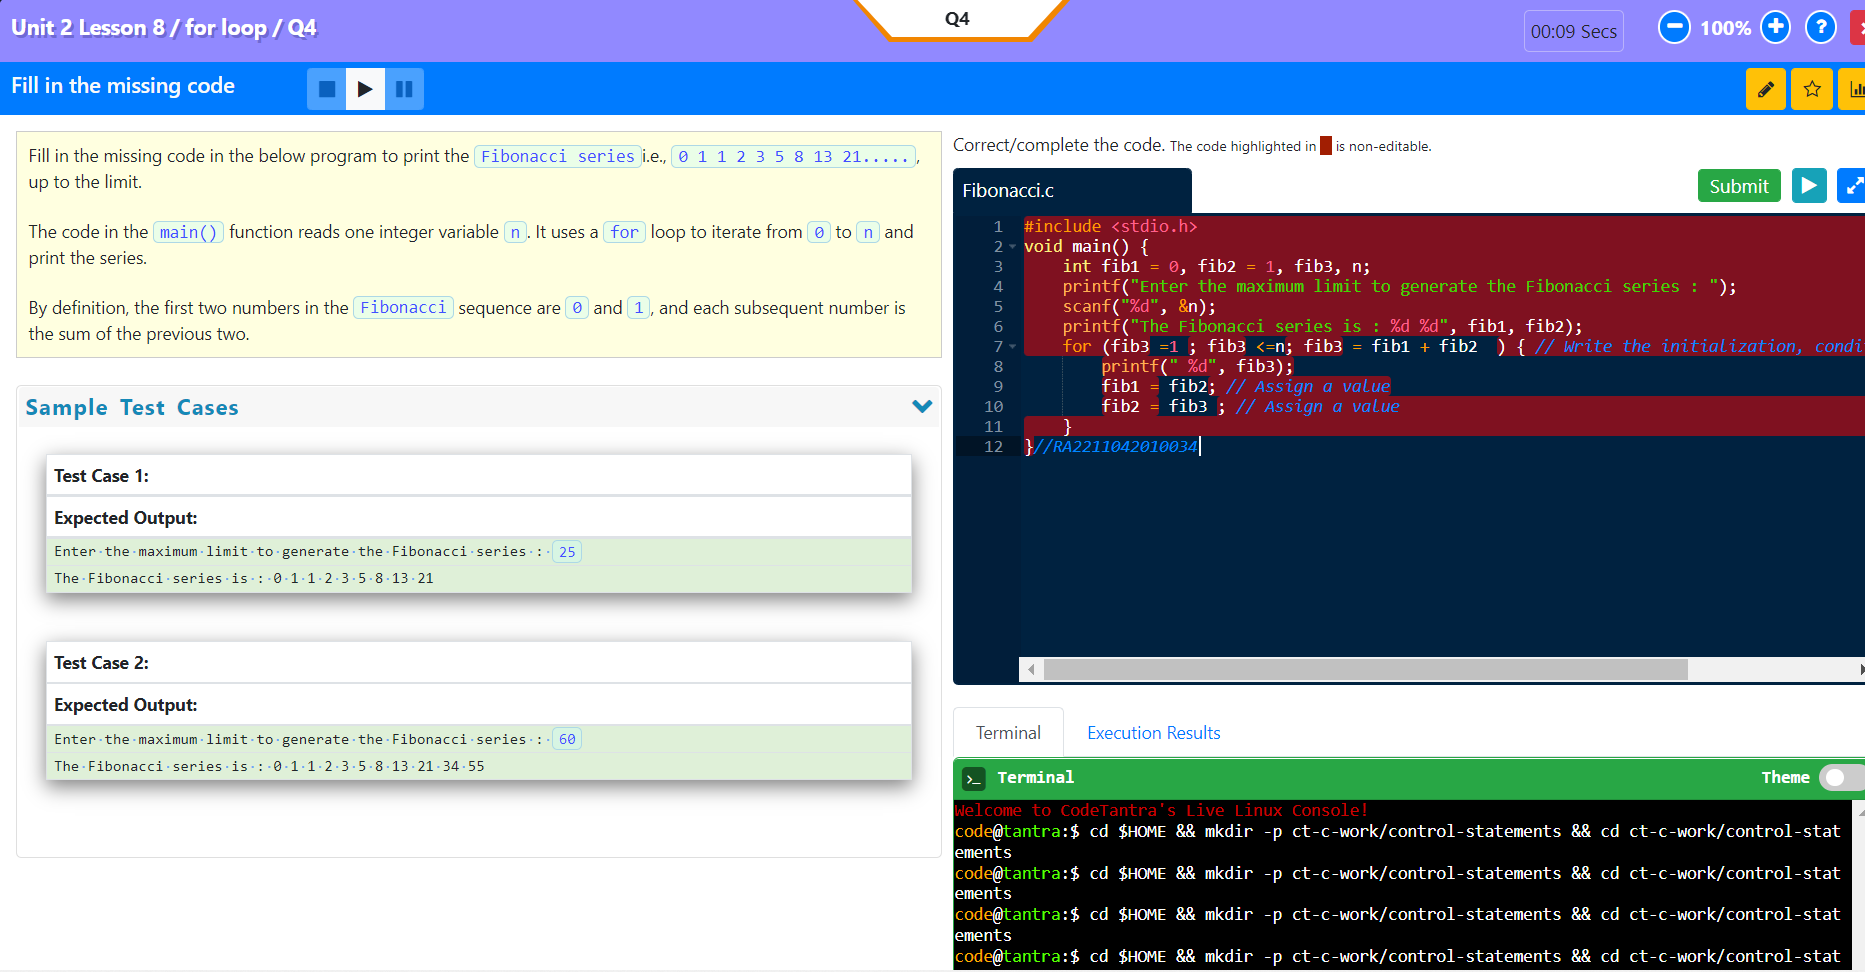 Unit 2 Lesson 8 / for loop / Q4
Q4
00:09 Secs
100%
?
Fill in the missing code
Fill in the missing code in the below program to print the Fibonacci series i.e., 0 1 1 2 3 5 8 13 21.....,
up to the limit.
The code in the main() function reads one integer variable n. It uses a for loop to iterate from 0 to n and
print the series.
By definition, the first two numbers in the Fibonacci sequence are 0 and 1, and each subsequent number is
the sum of the previous two.
Sample Test Cases
Test Case 1:
Expected Output:
Enter·the·maximum·limit·to·generate·the·Fibonacci·series·:· 25
The·Fibonacci·series·is·:·0·1·1·2·3·5·8·13·21
Test Case 2:
Expected Output:
Enter·the·maximum·limit·to·generate·the·Fibonacci·series·:· 60
The·Fibonacci·series·is·:·0·1·1·2·3·5·8·13·21·34·55
Correct/complete the code. The code highlighted in is non-editable.
Fibonacci.c
Submit
1 #include <stdio.h>
2 void main() {
3 int fib1 = 0, fib2 = 1, fib3, n;
4 printf("Enter the maximum limit to generate the Fibonacci series : ");
5 scanf("%d", &n);
6 printf("The Fibonacci series is : %d %d", fib1, fib2);
7 for (fib3 =1 ; fib3 <=n; fib3 = fib1 + fib2  ) { // Write the initialization, condi
8 printf(" %d", fib3);
9 fib1 = fib2; // Assign a value
10 fib2 = fib3 ; // Assign a value
11 }
12 }//RA2211042010034
Terminal
Execution Results
>_ Terminal
Theme
Welcome to CodeTantra's Live Linux Console!
code@tantra:$ cd $HOME && mkdir -p ct-c-work/control-statements && cd ct-c-work/control-stat
ements
code@tantra:$ cd $HOME && mkdir -p ct-c-work/control-statements && cd ct-c-work/control-stat
ements
code@tantra:$ cd $HOME && mkdir -p ct-c-work/control-statements && cd ct-c-work/control-stat
ements
code@tantra:$ cd $HOME && mkdir -p ct-c-work/control-statements && cd ct-c-work/control-stat